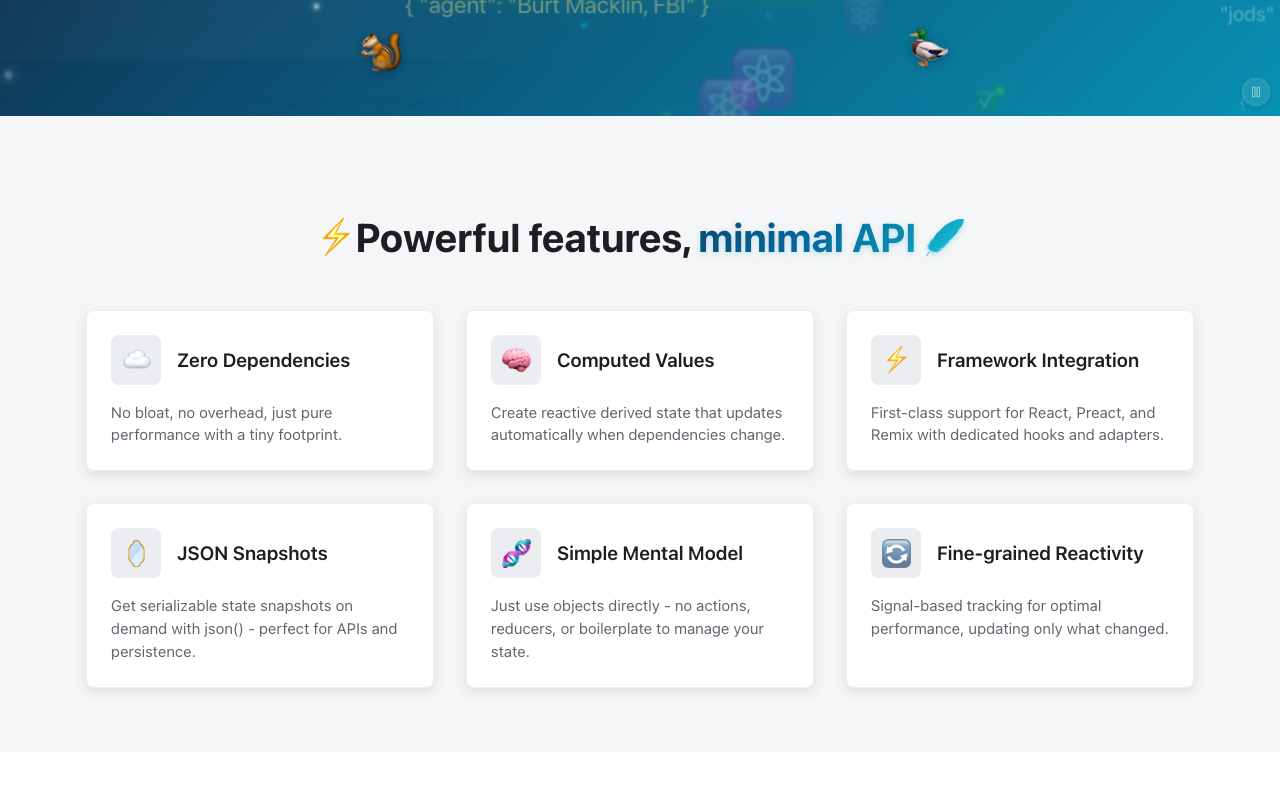 { "agent": "Burt Macklin, FBI" }
"jods"
Powerful features, minimal API
Zero Dependencies
No bloat, no overhead, just pure
performance with a tiny footprint.
Computed Values
Create reactive derived state that updates
automatically when dependencies change.
Framework Integration
First-class support for React, Preact, and
Remix with dedicated hooks and adapters.
JSON Snapshots
Get serializable state snapshots on
demand with json() - perfect for APIs and
persistence.
Simple Mental Model
Just use objects directly - no actions,
reducers, or boilerplate to manage your
state.
Fine-grained Reactivity
Signal-based tracking for optimal
performance, updating only what changed.